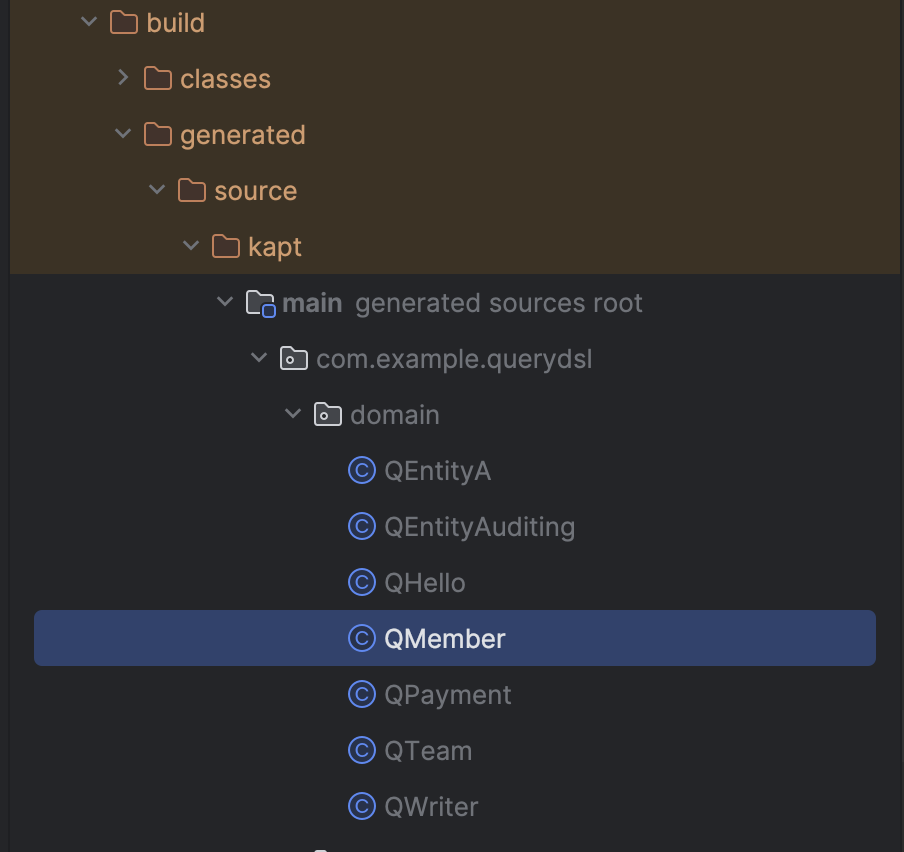 build
classes
generated
source
kapt
main generated sources root
com.example.querydsl
domain
C QEntityA
C QEntityAuditing
C QHello
C QMember
C QPayment
C QTeam
C QWriter